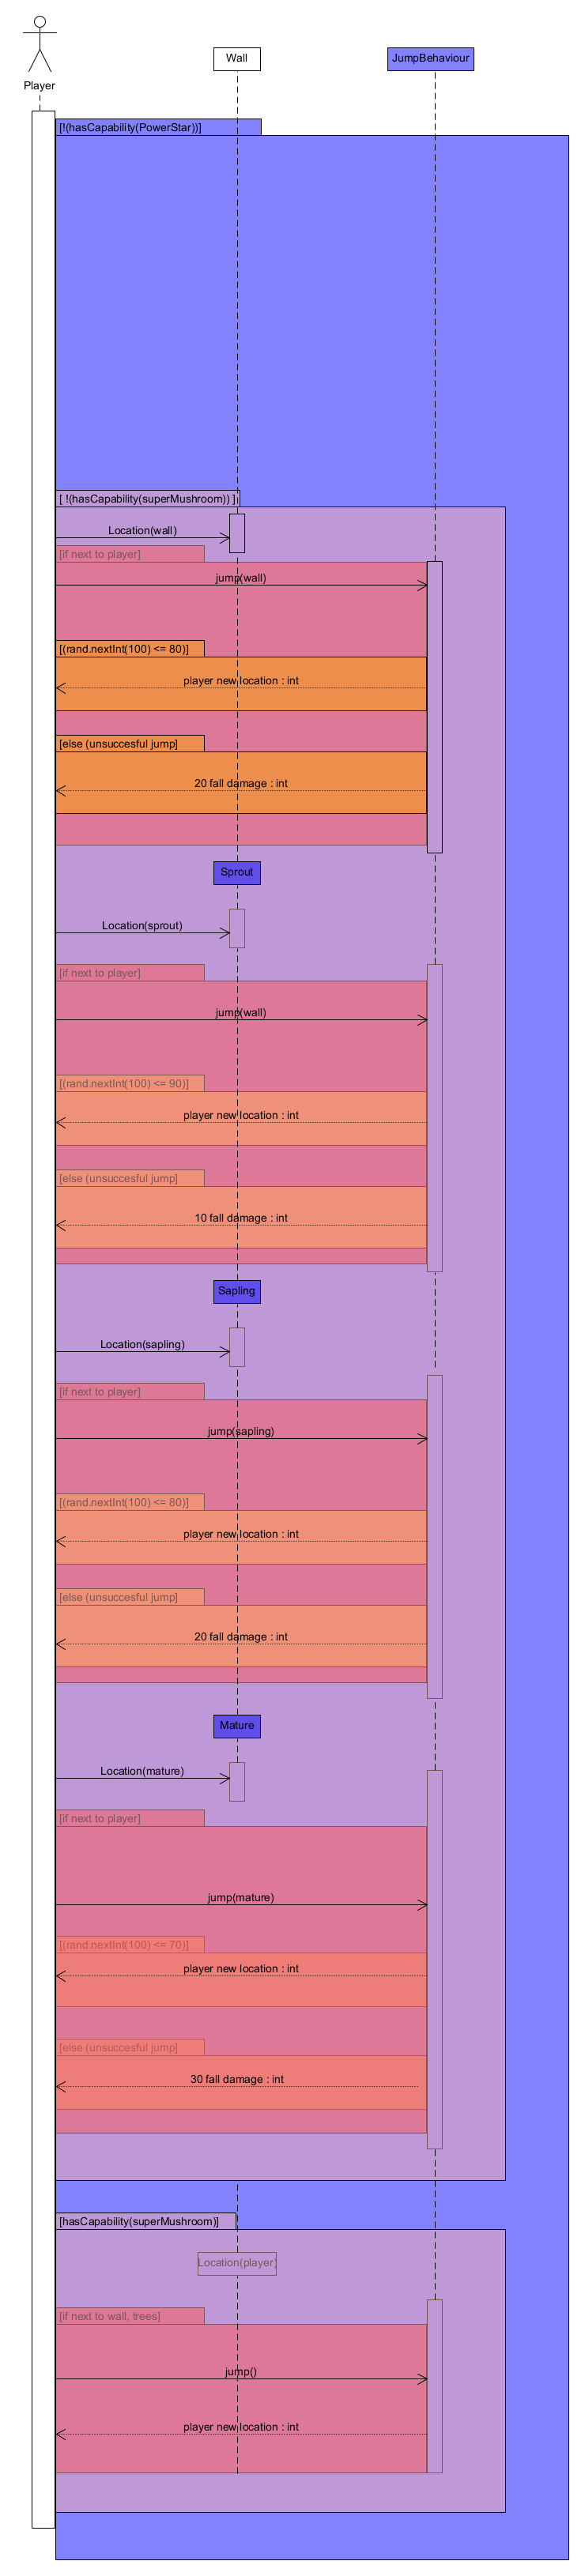 Player
Wall
JumpBehaviour
[!(hasCapability(PowerStar))]
[ !(hasCapability(superMushroom)) ]
Location(wall)
[if next to player]
jump(wall)
[(rand.nextInt(100) <= 80)]
player new location : int
[else (unsuccesful jump]
20 fall damage : int
Sprout
Location(sprout)
[if next to player]
jump(wall)
[(rand.nextInt(100) <= 90)]
player new location : int
[else (unsuccesful jump]
10 fall damage : int
Sapling
Location(sapling)
[if next to player]
jump(sapling)
[(rand.nextInt(100) <= 80)]
player new location : int
[else (unsuccesful jump]
20 fall damage : int
Mature
Location(mature)
[if next to player]
jump(mature)
[(rand.nextInt(100) <= 70)]
player new location : int
[else (unsuccesful jump]
30 fall damage : int
[hasCapability(superMushroom)]
Location(player)
[if next to wall, trees]
jump()
player new location : int